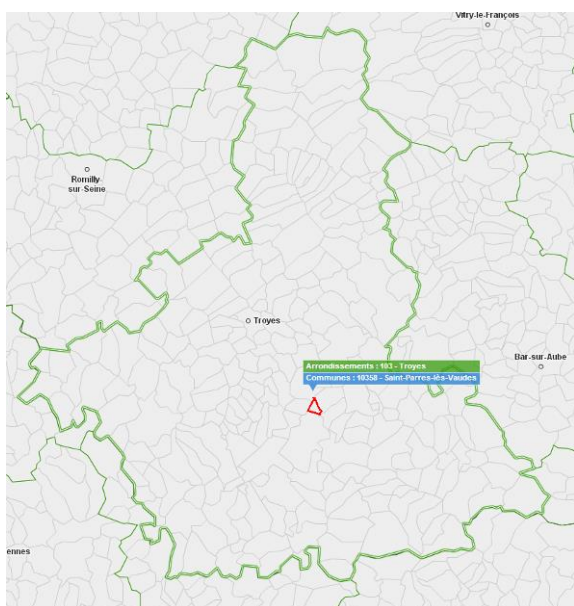 Vitry-le-François
Romilly-
sur-Seine
Troyes
Arrondissements : 103 - Troyes
Communes : 10358 - Saint-Parres-lès-Vaudes
Bar-sur-Aube
ennes